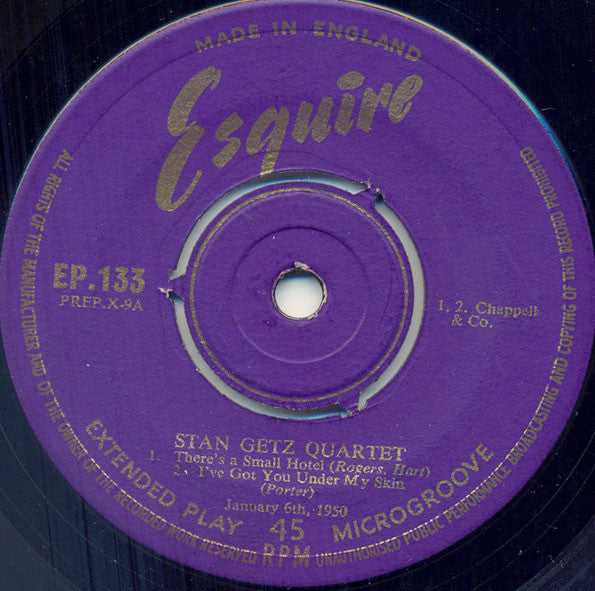 MADE IN ENGLAND
Esquire
EP.133
PREP.X-9A
1, 2. Chappell
& Co.
STAN GETZ QUARTET
1. There's a Small Hotel (Rogers, Hart)
2. I've Got You Under My Skin
(Porter)
January 6th, 1950
EXTENDED PLAY 45 MICROGROOVE
RPM
ALL RIGHTS OF THE MANUFACTURER AND OF THE OWNER OF THE RECORDED WORK RESERVED UNAUTHORISED PUBLIC PERFORMANCE BROADCASTING AND COPYING OF THIS RECORD PROHIBITED